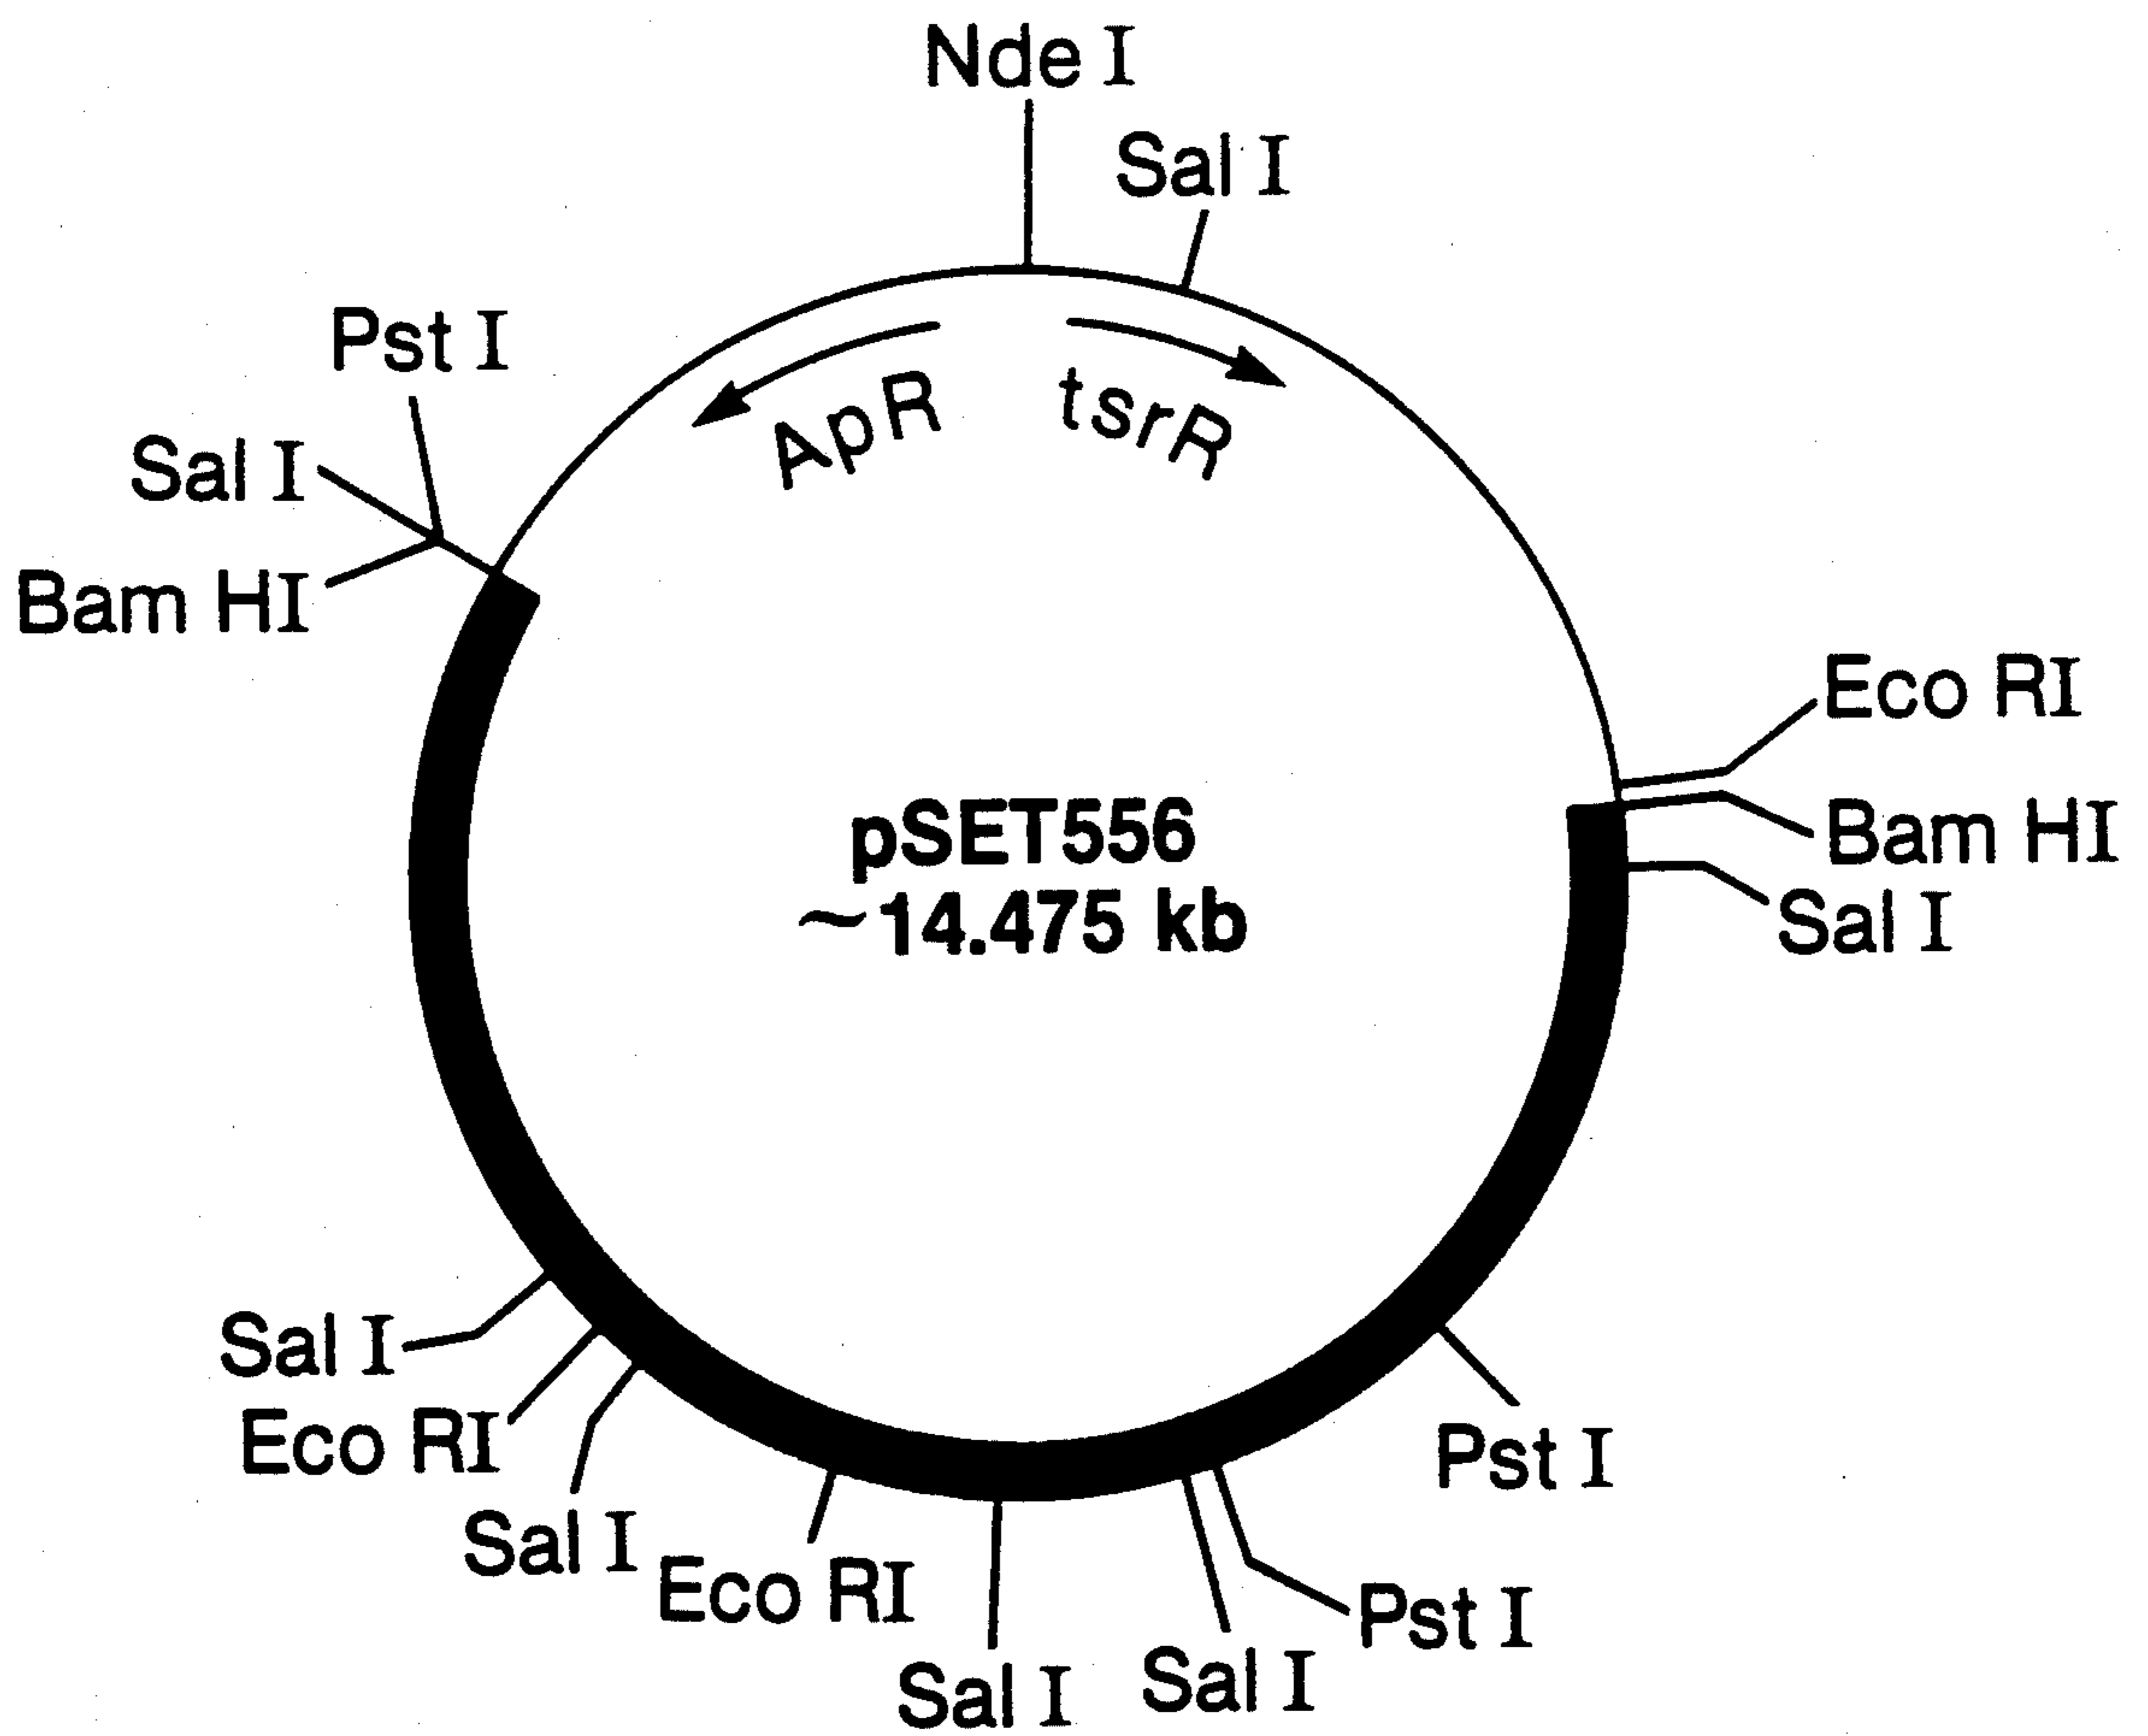 Nde I
Sal I
Pst I
Sal I
Bam HI
ApR
tsrR
Eco RI
Bam HI
Sal I
pSET556
~14.475 kb
Sal I
Eco RI
Sal I
Eco RI
Sal I
Sal I
Pst I
Pst I